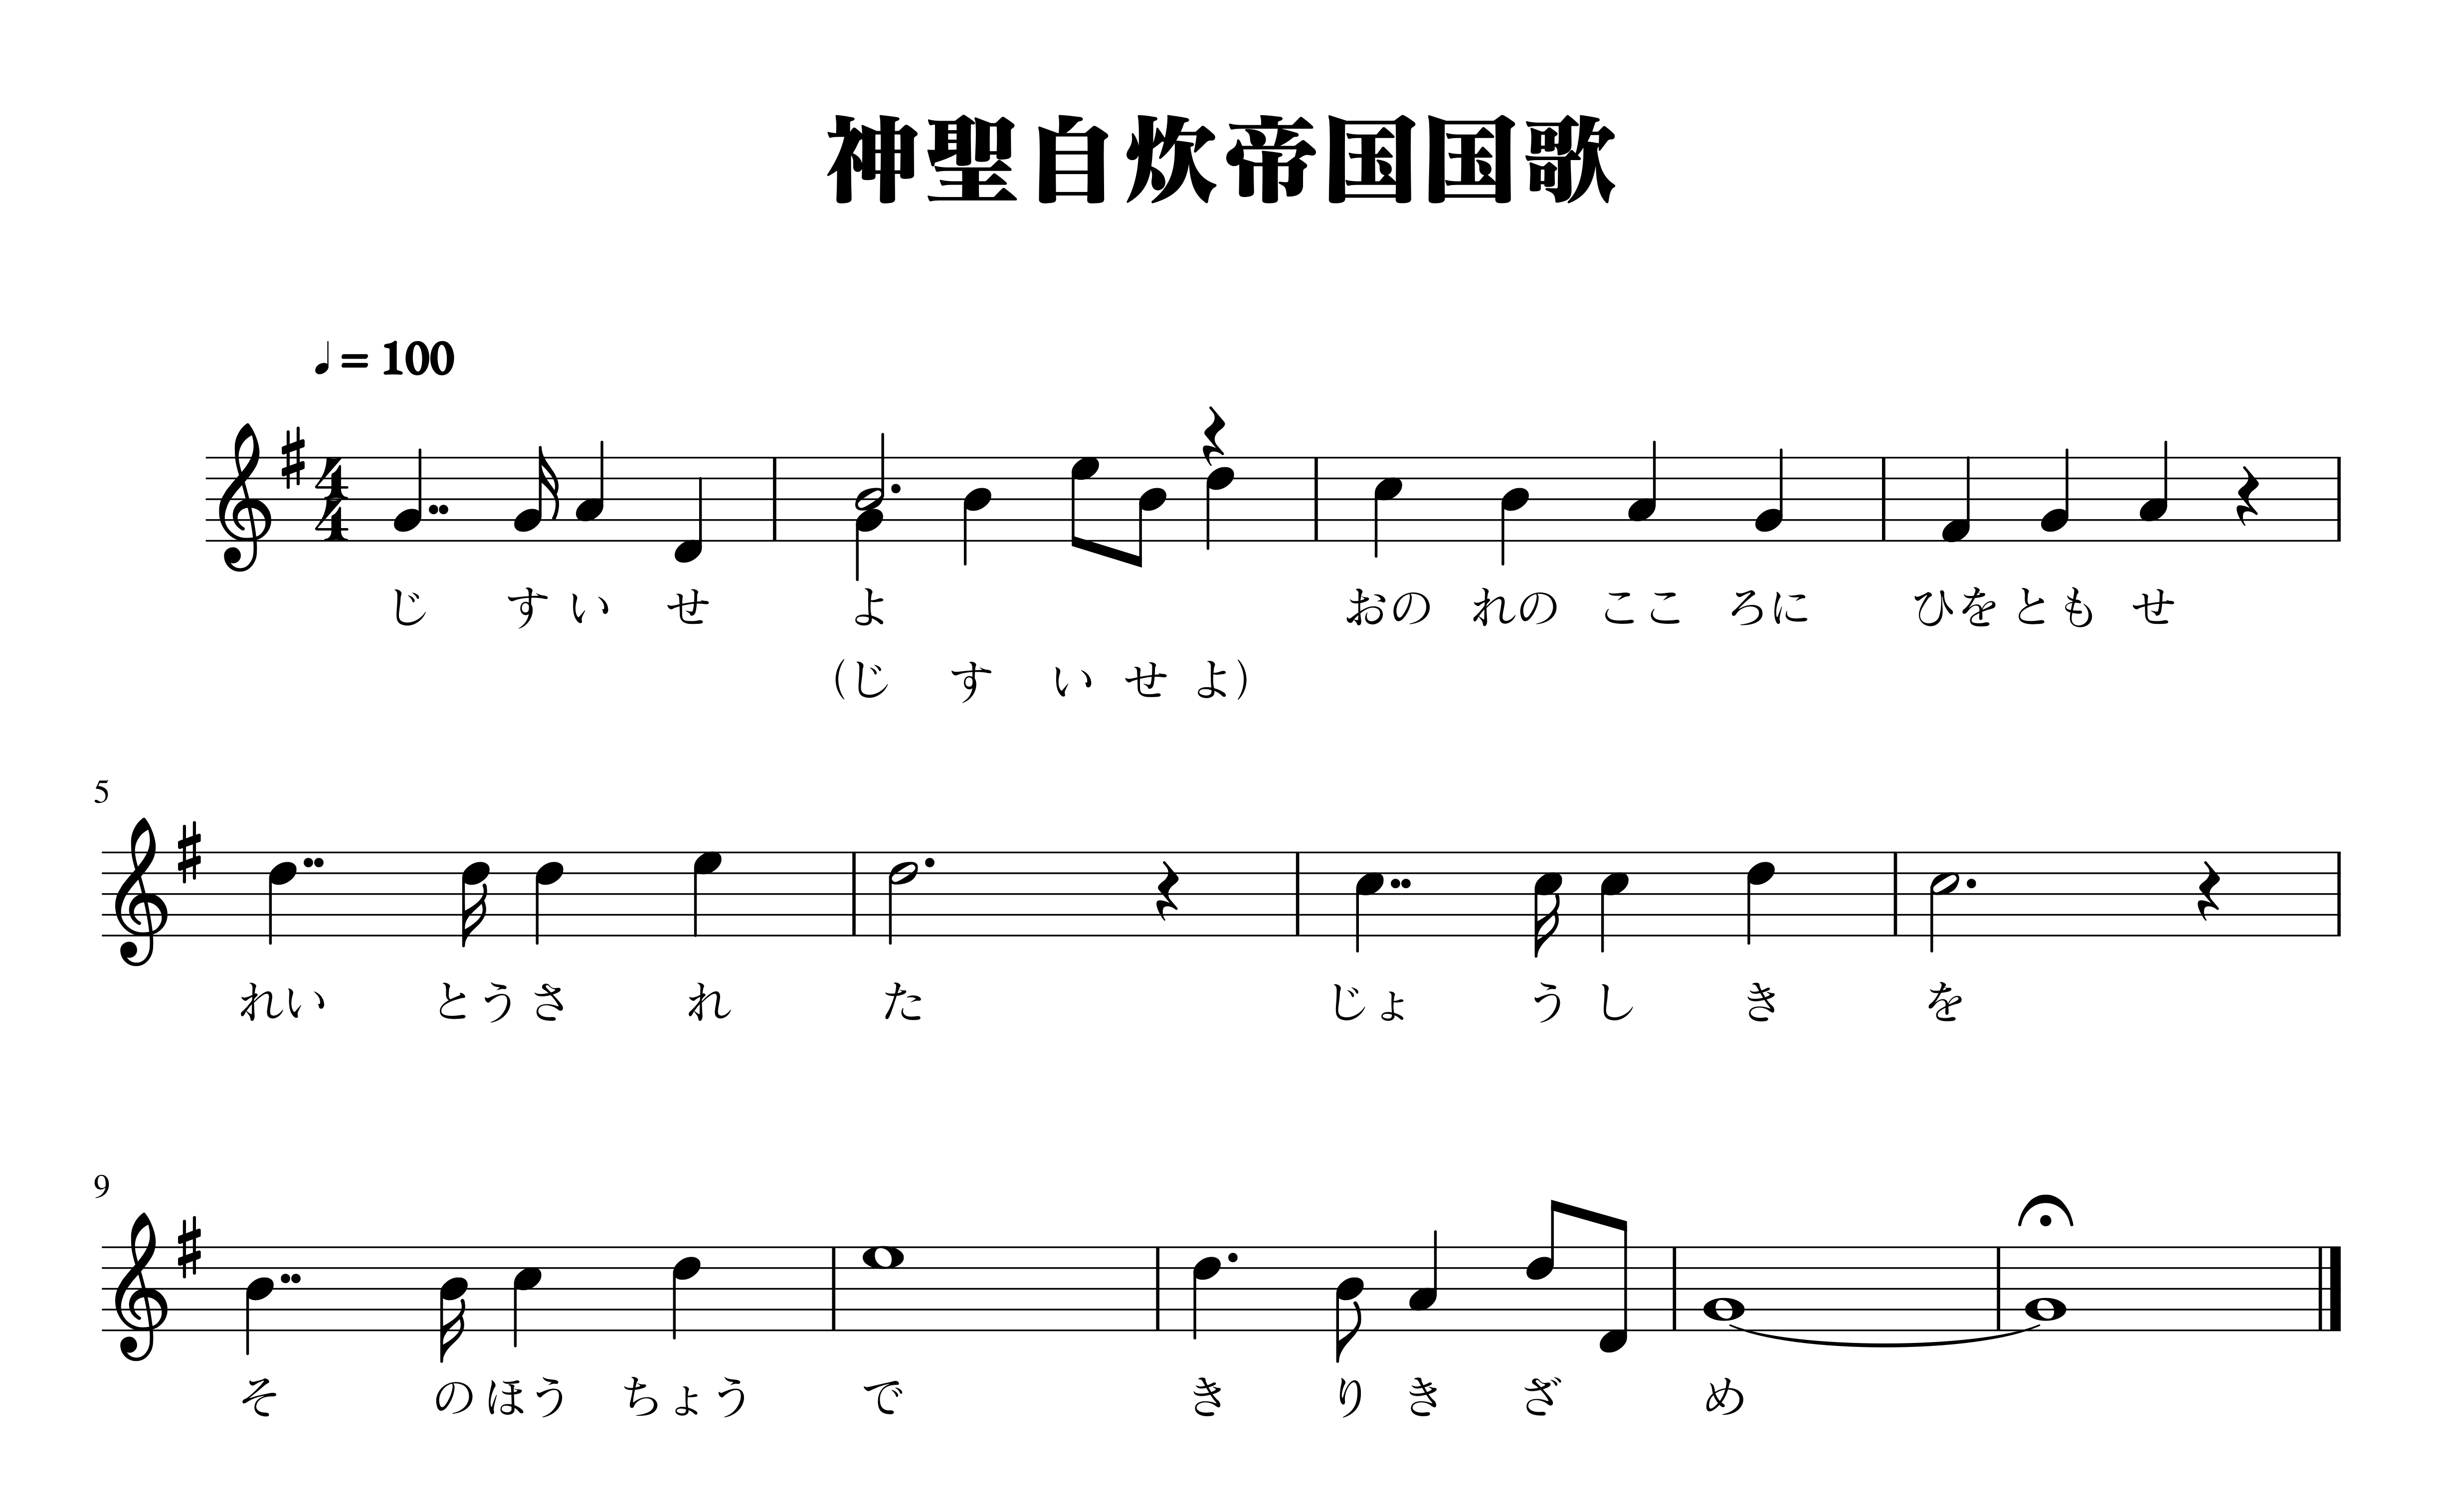 神聖自炊帝国国歌
♩= 100
じ す い せ よ おの れの ここ ろに ひを とも せ
(じ す い せ よ)
5
れい とう さ れ た じょ う し き を
9
そ の ほう ちょう で き り き ざ め